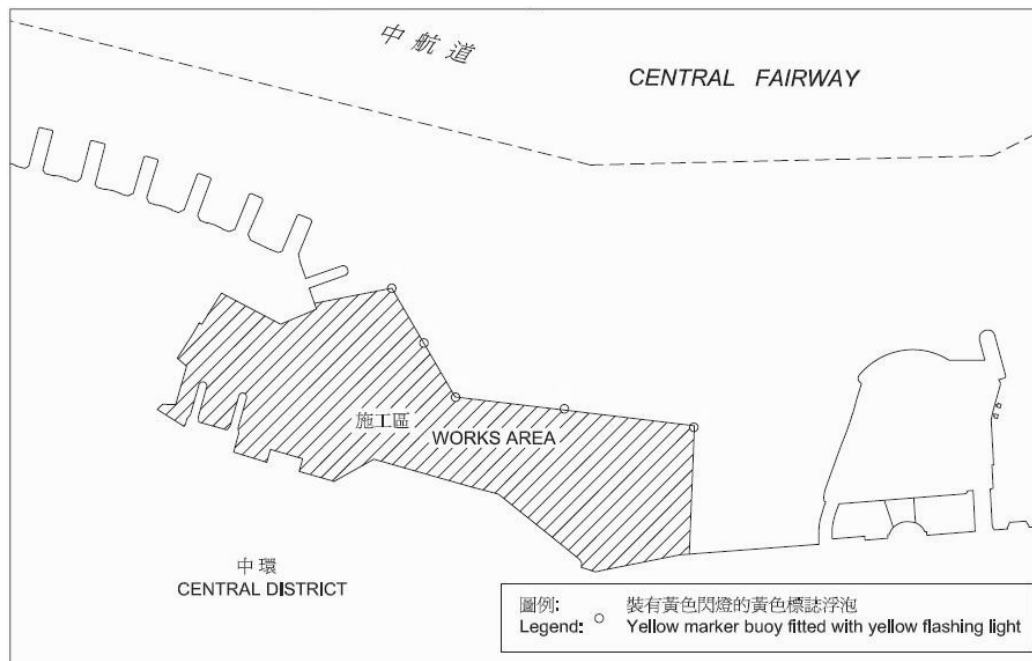 中航道
CENTRAL FAIRWAY
施工區
WORKS AREA
中環
CENTRAL DISTRICT
圖例: 裝有黃色閃燈的黃色標誌浮泡
Legend: Yellow marker buoy fitted with yellow flashing light